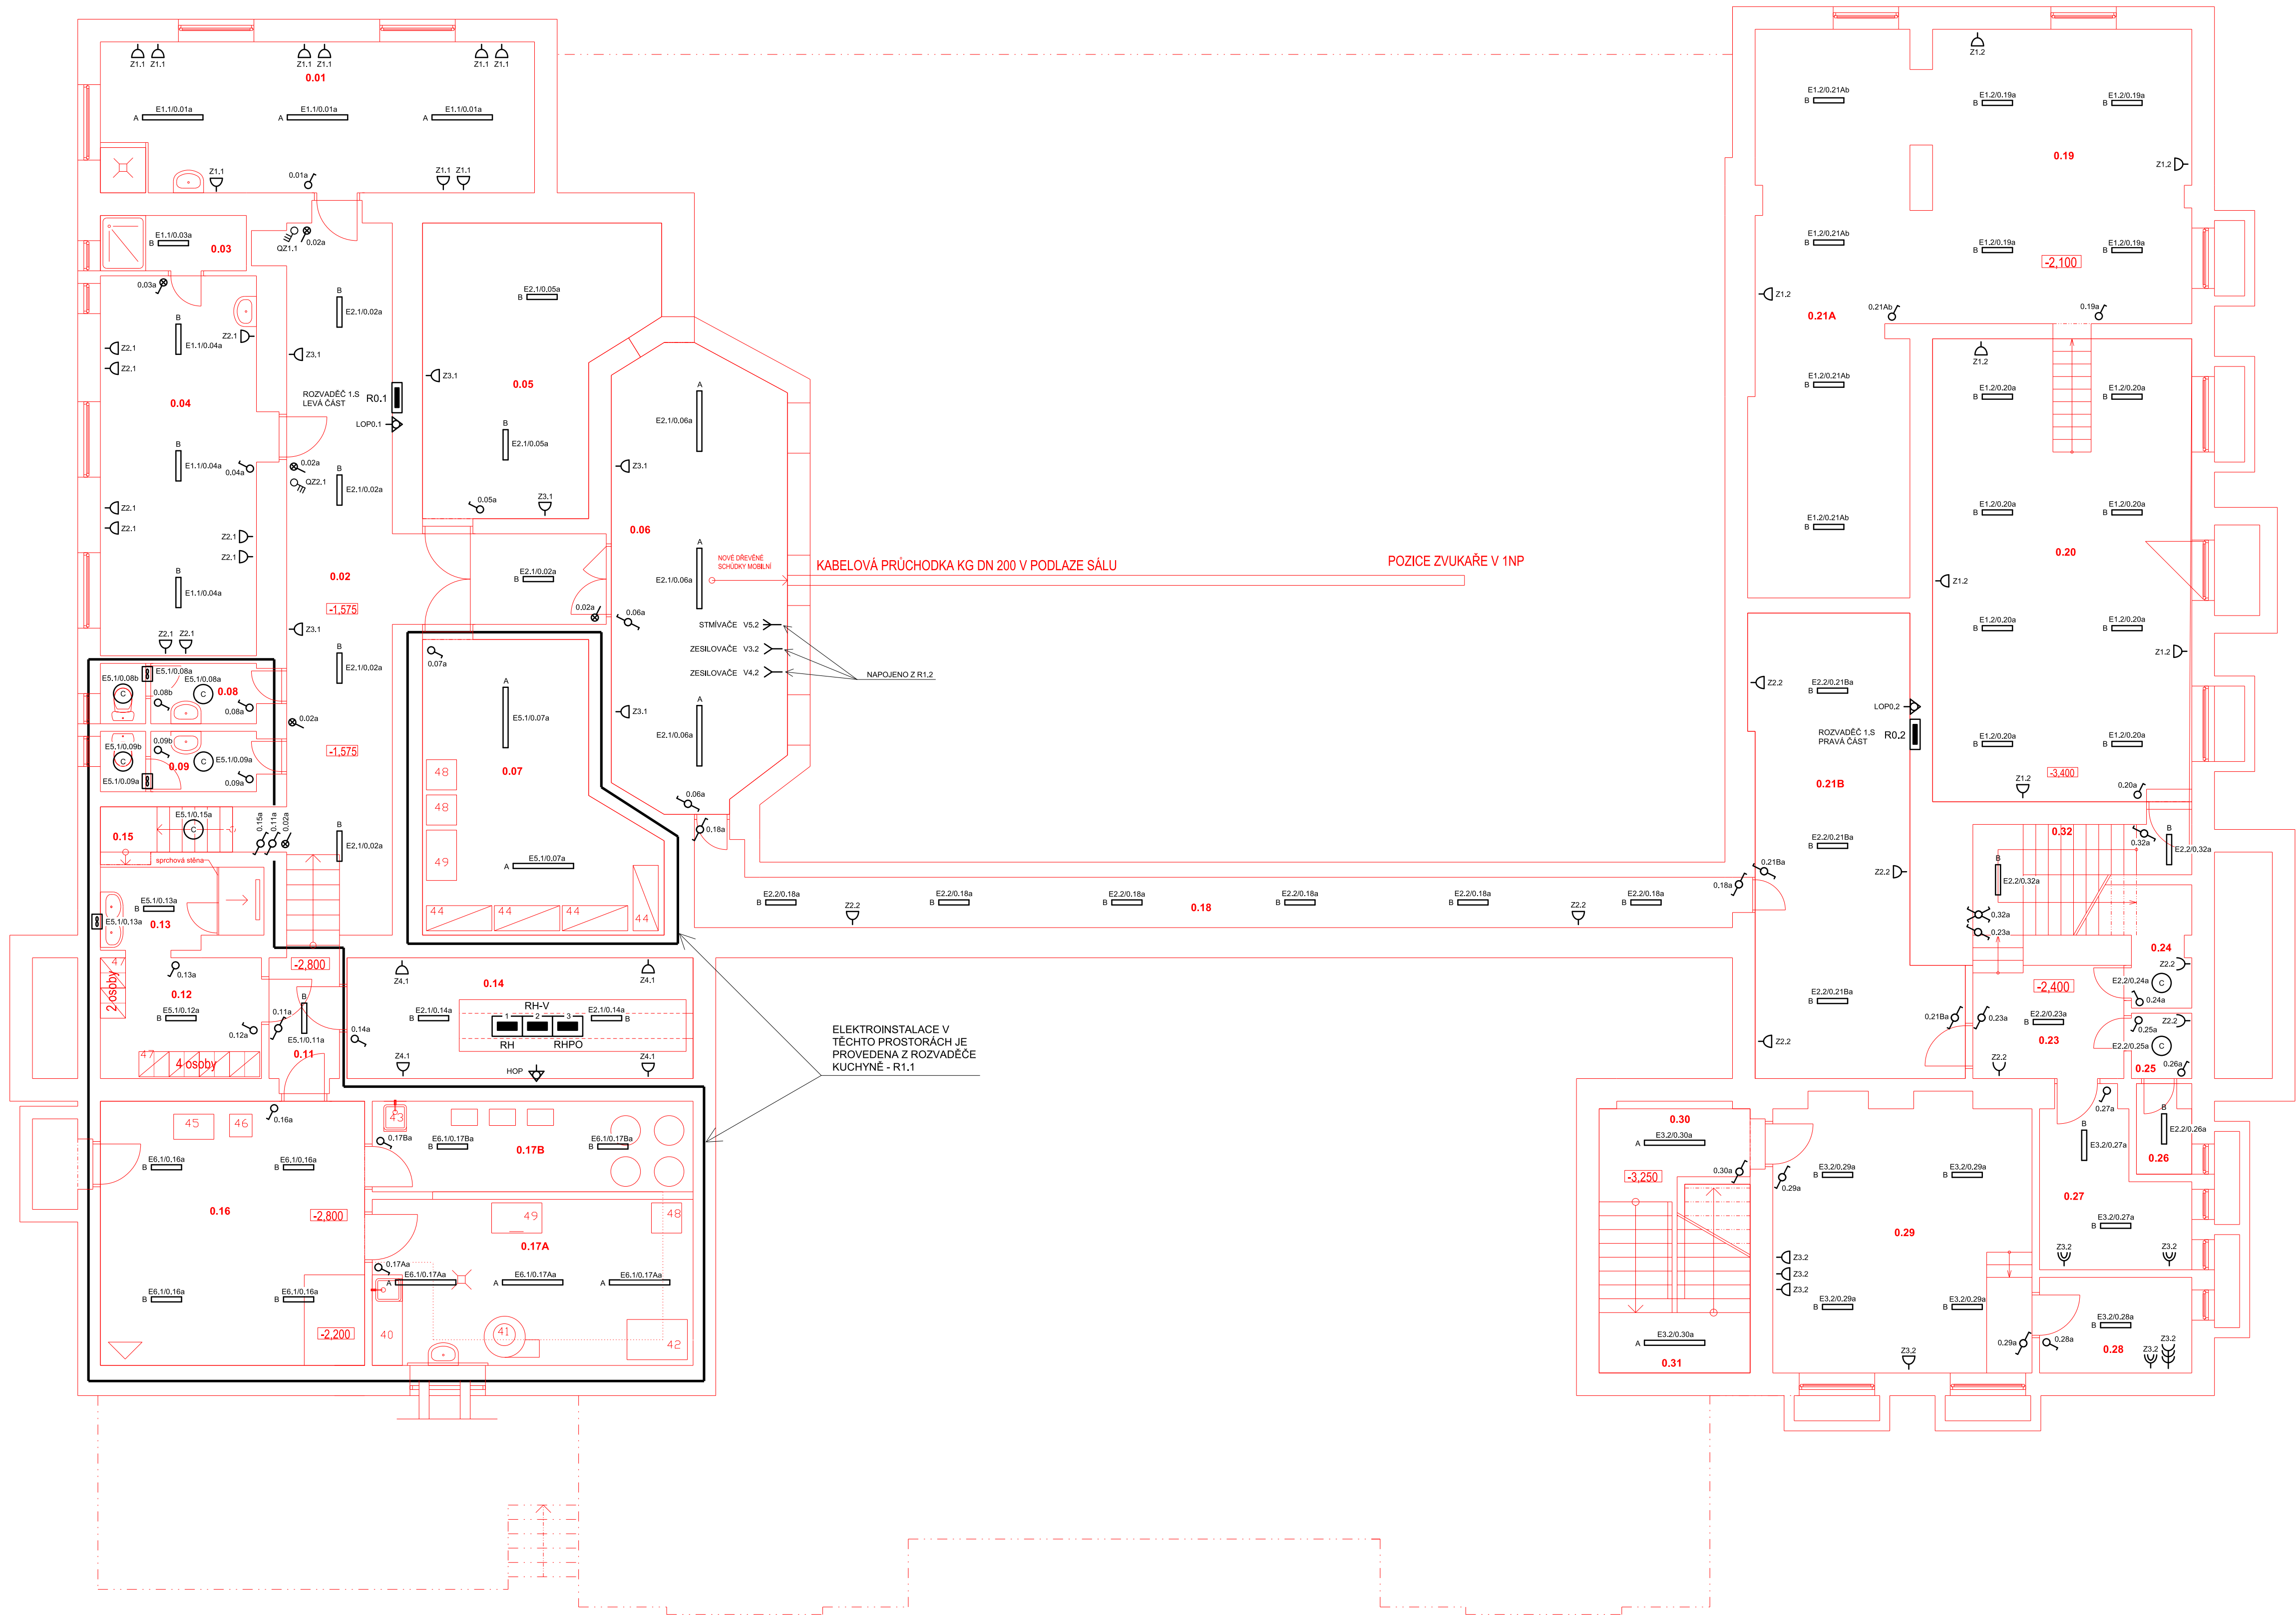 Z1.1 Z1.1
Z1.1 Z1.1
Z1.1 Z1.1
0.01
E1.1/0.01a
A
E1.1/0.01a
A
E1.1/0.01a
A
Z1.1
0.01a
Z1.1 Z1.1
E1.1/0.03a
B
0.03
QZ1.1
0.02a
0.03a
B
E1.1/0.04a
Z2.1
Z2.1
Z2.1
0.04
B
E1.1/0.04a
0.04a
Z2.1
Z2.1
Z2.1
Z2.1
B
E1.1/0.04a
Z2.1 Z2.1
B
E2.1/0.02a
Z3.1
ROZVADĚČ 1.S
LEVÁ ČÁST
R0.1
LOP0.1
0.02a
QZ2.1
B
E2.1/0.02a
0.02
-1,575
Z3.1
B
E2.1/0.02a
0.02a
-1,575
B
E2.1/0.02a
E2.1/0.05a
B
Z3.1
0.05
B
E2.1/0.05a
0.05a
Z3.1
E2.1/0.02a
B
0.02a
A
E2.1/0.06a
Z3.1
0.06
A
E2.1/0.06a
NOVÉ DŘEVĚNÉ
SCHŮDKY MOBILNÍ
KABELOVÁ PRŮCHODKA KG DN 200 V PODLAZE SÁLU
POZICE ZVUKAŘE V 1NP
0.06a
STMÍVAČE V5.2
ZESILOVAČE V3.2
ZESILOVAČE V4.2
NAPOJENO Z R1.2
Z3.1
A
E2.1/0.06a
0.06a
0.18a
0.07a
A
E5.1/0.07a
0.07
48
48
49
A
E5.1/0.07a
44
44
44
44
E5.1/0.08a
E5.1/0.08b
E5.1/0.08a
C
C
0.08b
0.08
0.08a
E5.1/0.09b
0.09b
C
C
E5.1/0.09a
0.09
E5.1/0.09a
0.09a
E5.1/0.15a
C
0.15
0.15a
0.11a
0.02a
sprchová stěna
E5.1/0.13a
B
E5.1/0.13a
0.13
47
2 osoby
0.13a
0.12
E5.1/0.12a
B
0.12a
47
4 osoby
-2,800
B
0.11a
E5.1/0.11a
0.11
Z4.1
Z4.1
0.14
E2.1/0.14a
B
RH-V
1
2
3
RH
RHPO
E2.1/0.14a
B
0.14a
Z4.1
HOP
Z4.1
ELEKTROINSTALACE V
TĚCHTO PROSTORÁCH JE
PROVEDENA Z ROZVADĚČE
KUCHYNĚ - R1.1
45
46
0.16a
E6.1/0.16a
B
E6.1/0.16a
B
0.16
-2,800
E6.1/0.16a
B
E6.1/0.16a
B
-2,200
43
0.17Ba
E6.1/0.17Ba
B
0.17B
E6.1/0.17Ba
B
49
48
0.17A
0.17Aa
E6.1/0.17Aa
A
E6.1/0.17Aa
A
E6.1/0.17Aa
A
40
41
42
E2.2/0.18a
B
Z2.2
E2.2/0.18a
B
E2.2/0.18a
B
0.18
E2.2/0.18a
B
E2.2/0.18a
B
Z2.2
E2.2/0.18a
B
0.18a
0.21Ba
Z1.2
E1.2/0.21Ab
B
E1.2/0.19a
B
E1.2/0.19a
B
0.19
Z1.2
E1.2/0.21Ab
B
E1.2/0.19a
B
E1.2/0.19a
B
-2,100
Z1.2
0.21A
0.21Ab
0.19a
Z1.2
E1.2/0.21Ab
B
E1.2/0.20a
B
E1.2/0.20a
B
E1.2/0.21Ab
B
E1.2/0.20a
B
E1.2/0.20a
B
0.20
Z1.2
E1.2/0.20a
B
E1.2/0.20a
B
Z1.2
Z2.2
E2.2/0.21Ba
B
LOP0.2
ROZVADĚČ 1.S
PRAVÁ ČÁST
R0.2
E1.2/0.20a
B
E1.2/0.20a
B
-3,400
Z1.2
0.20a
0.21B
E2.2/0.21Ba
B
Z2.2
0.32
0.32a
B
E2.2/0.32a
B
E2.2/0.32a
0.32a
0.23a
0.24
Z2.2
E2.2/0.24a
C
0.24a
-2,400
E2.2/0.21Ba
B
0.21Ba
0.23a
E2.2/0.23a
B
0.23
Z2.2
0.25a
Z2.2
E2.2/0.25a
C
0.25
0.26a
Z2.2
0.27a
B
E3.2/0.27a
B
E2.2/0.26a
0.26
0.27
E3.2/0.27a
B
Z3.2
Z3.2
0.30
E3.2/0.30a
A
-3,250
0.30a
0.29a
E3.2/0.29a
B
E3.2/0.29a
B
0.29
Z3.2
Z3.2
Z3.2
E3.2/0.29a
B
E3.2/0.29a
B
E3.2/0.30a
A
0.31
Z3.2
0.29a
0.28a
E3.2/0.28a
B
0.28
Z3.2
Z3.2